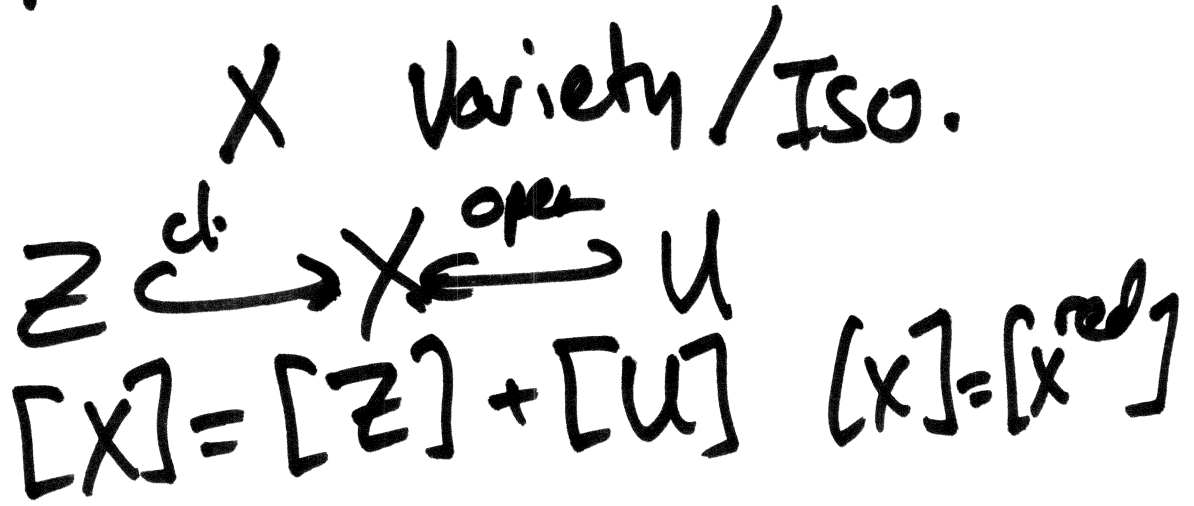 X Variety/Iso.
cl. open
Z ↪ X ↩ U
[X] = [Z] + [U] [X] = [X^red]